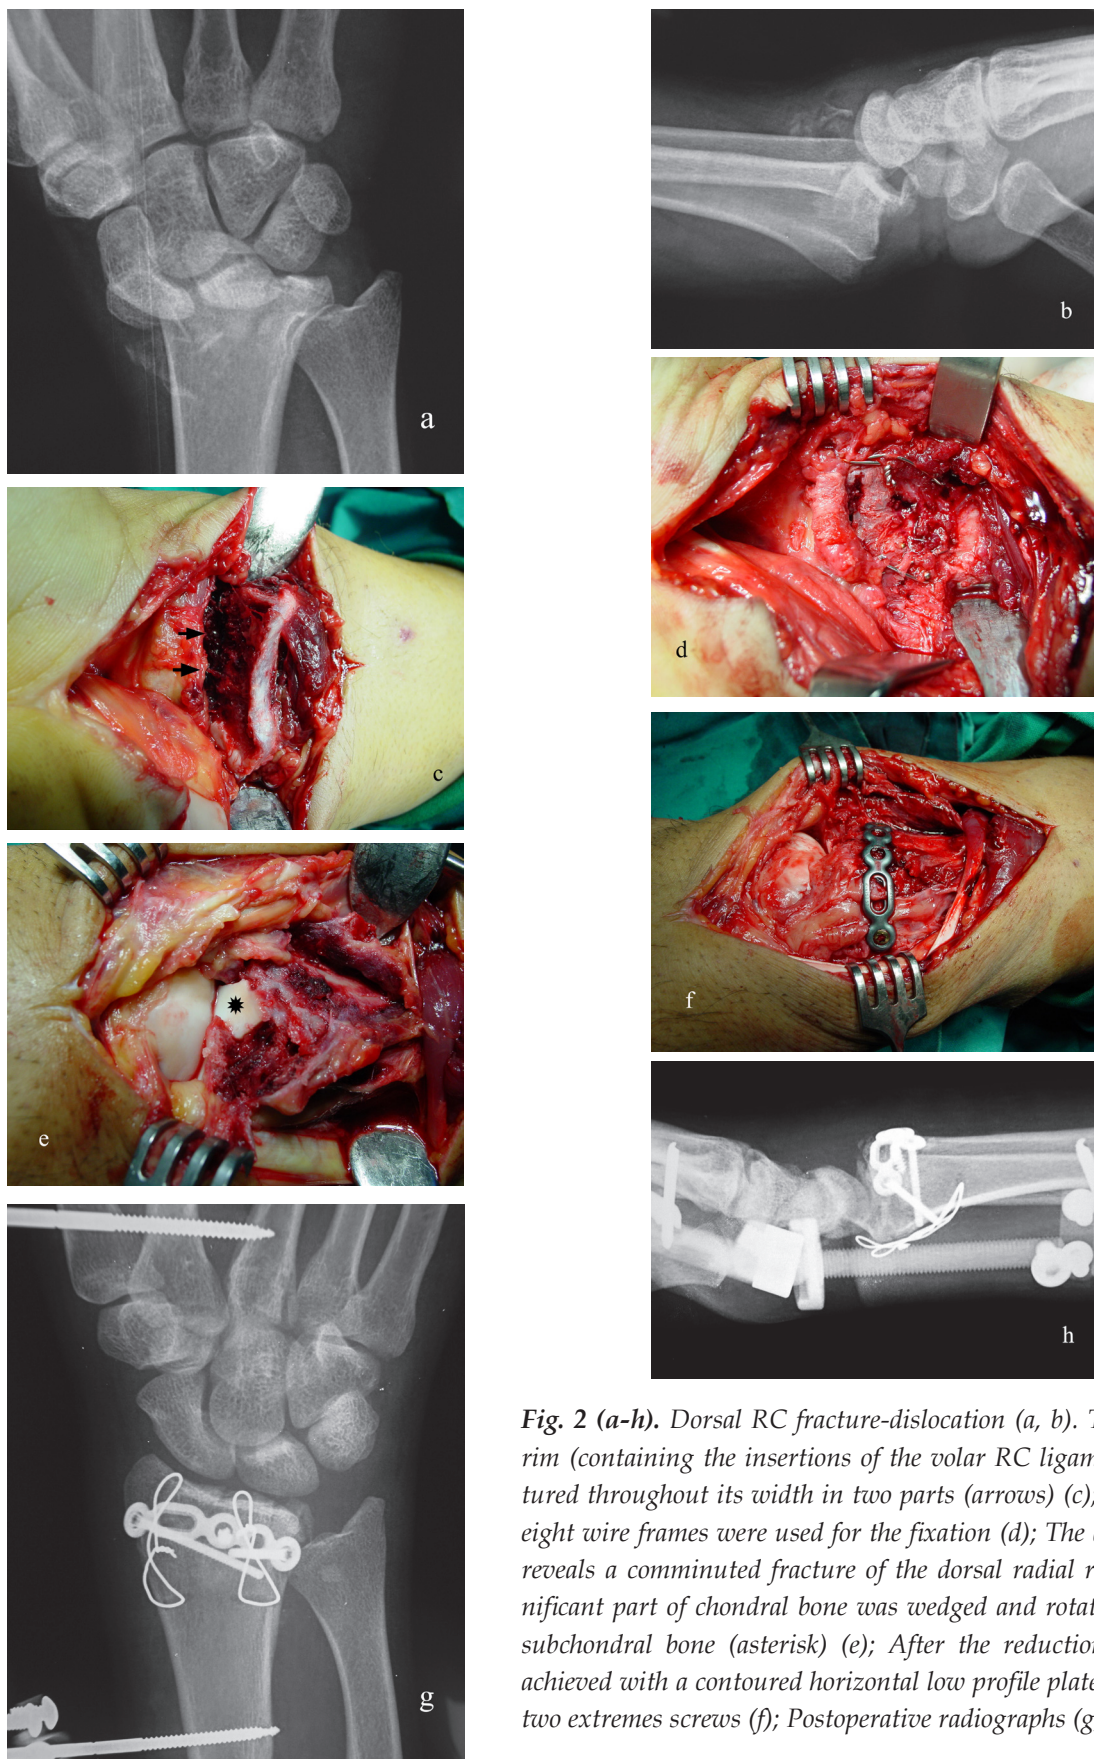 a
b
c
d
e
f
g
h
Fig. 2 (a-h). Dorsal RC fracture-dislocation (a, b).
rim (containing the insertions of the volar RC
tured throughout its width in two parts (arrows) (c)
eight wire frames were used for the fixation (d); The
reveals a comminuted fracture of the dorsal radial
nificant part of chondral bone was wedged and
subchondral bone (asterisk) (e); After the reduction
achieved with a contoured horizontal low profile plate
two extremes screws (f); Postoperative radiographs (g